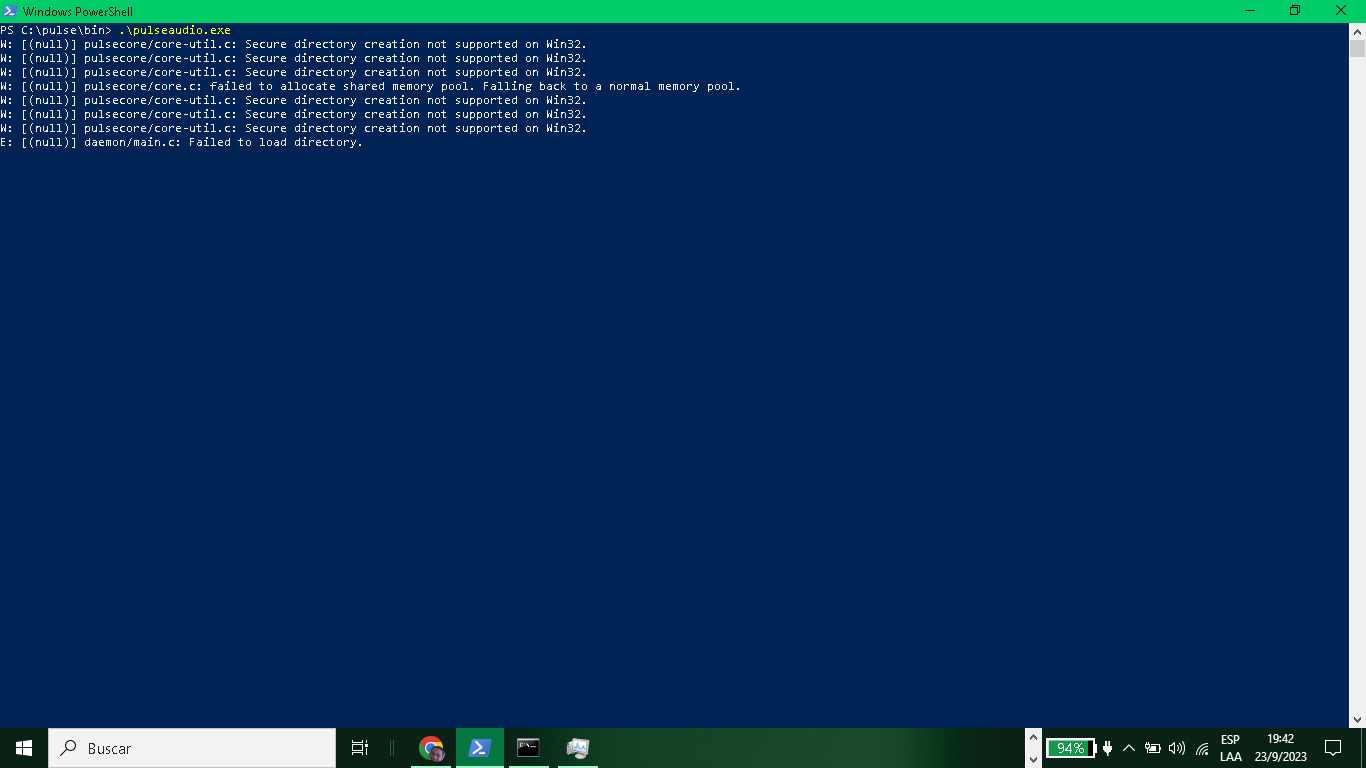 Windows PowerShell
PS C:\pulse\bin> .\pulseaudio.exe
W: [(null)] pulsecore/core-util.c: Secure directory creation not supported on Win32.
W: [(null)] pulsecore/core-util.c: Secure directory creation not supported on Win32.
W: [(null)] pulsecore/core-util.c: Secure directory creation not supported on Win32.
W: [(null)] pulsecore/core.c: failed to allocate shared memory pool. Falling back to a normal memory pool.
W: [(null)] pulsecore/core-util.c: Secure directory creation not supported on Win32.
W: [(null)] pulsecore/core-util.c: Secure directory creation not supported on Win32.
W: [(null)] pulsecore/core-util.c: Secure directory creation not supported on Win32.
E: [(null)] daemon/main.c: Failed to load directory.
Buscar
94%
ESP
LAA
19:42
23/9/2023